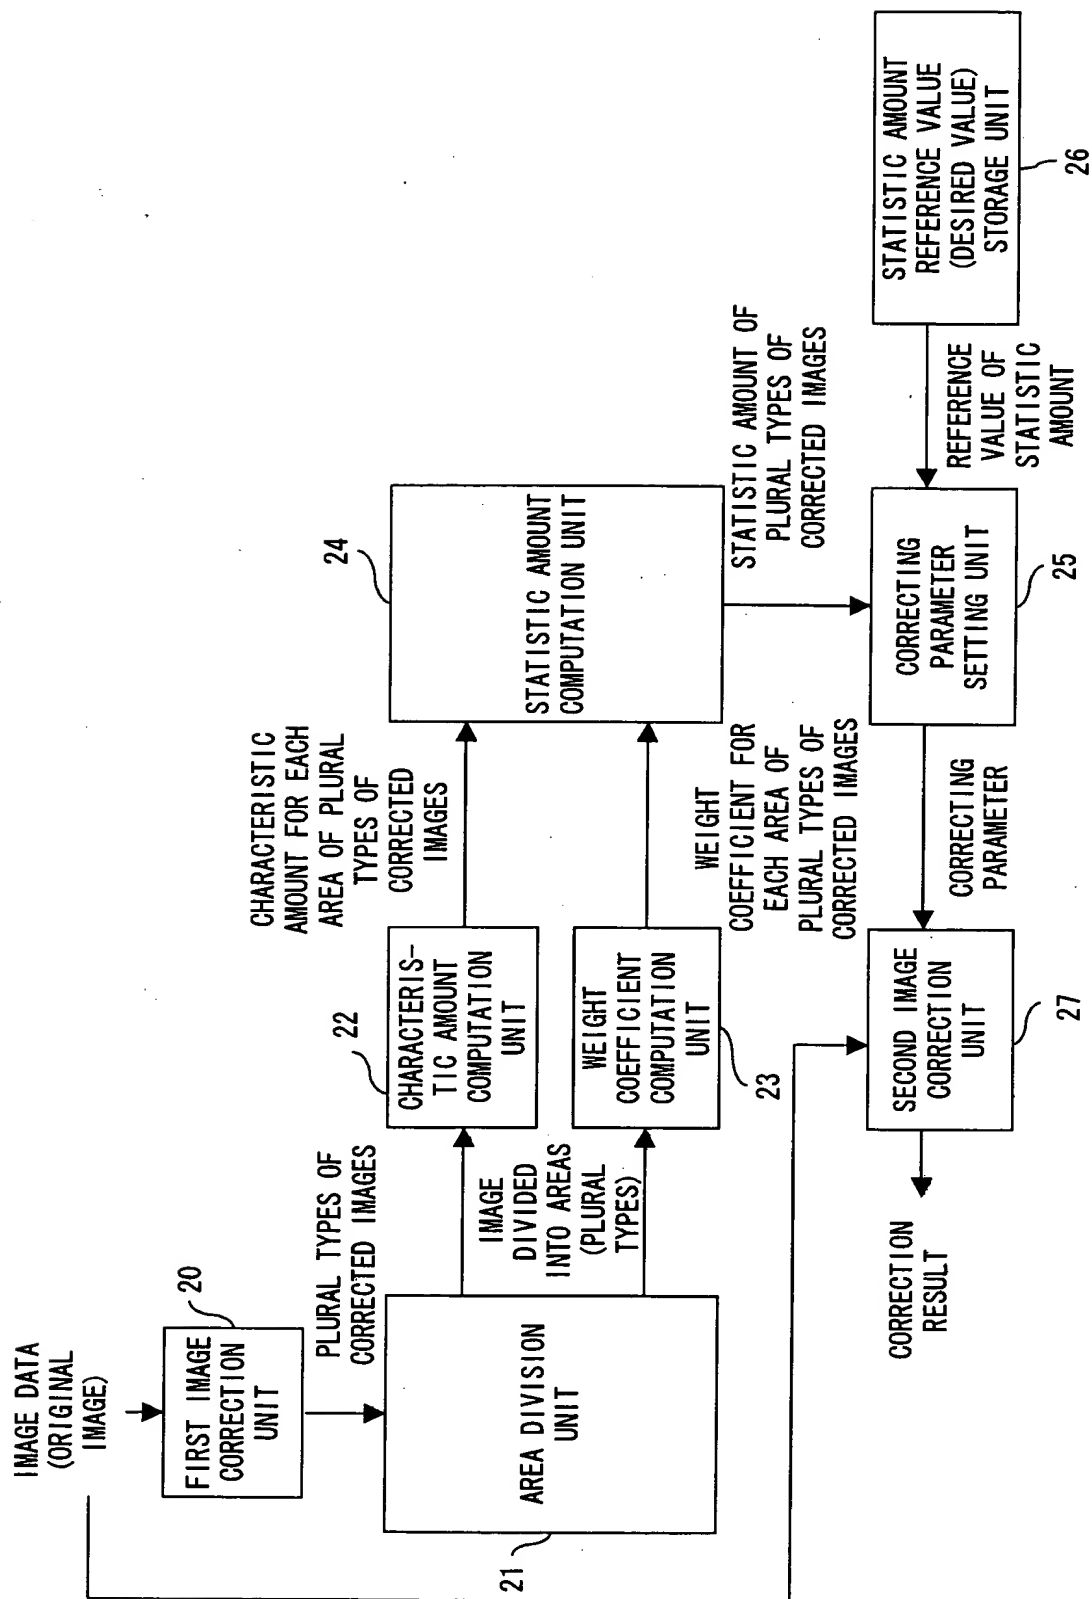 IMAGE DATA
(ORIGINAL
IMAGE)
20
FIRST IMAGE
CORRECTION
UNIT
PLURAL TYPES OF
CORRECTED IMAGES
21
AREA DIVISION
UNIT
IMAGE
DIVIDED
INTO AREAS
(PLURAL
TYPES)
22
CHARACTERIS-
TIC AMOUNT
COMPUTATION
UNIT
WEIGHT
COEFFICIENT
COMPUTATION
UNIT
23
CHARACTERISTIC
AMOUNT FOR EACH
AREA OF PLURAL
TYPES OF
CORRECTED
IMAGES
WEIGHT
COEFFICIENT FOR
EACH AREA OF
PLURAL TYPES OF
CORRECTED IMAGES
24
STATISTIC AMOUNT
COMPUTATION UNIT
STATISTIC AMOUNT OF
PLURAL TYPES OF
CORRECTED IMAGES
CORRECTING
PARAMETER
SETTING UNIT
25
REFERENCE
VALUE OF
STATISTIC
AMOUNT
STATISTIC AMOUNT
REFERENCE VALUE
(DESIRED VALUE)
STORAGE UNIT
26
CORRECTING
PARAMETER
SECOND IMAGE
CORRECTION
UNIT
27
CORRECTION
RESULT